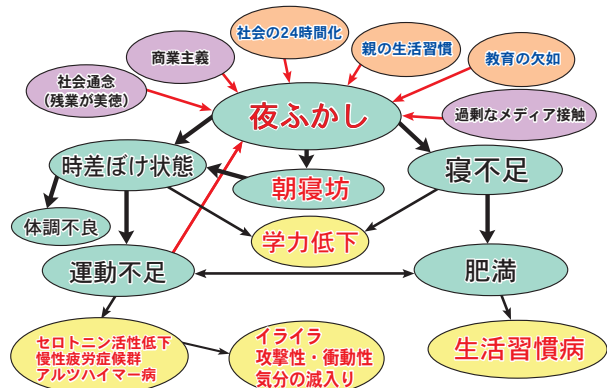 社会の24時間化
商業主義
親の生活習慣
教育の欠如
社会通念
(残業が美徳)
夜ふかし
過剰なメディア接触
時差ぼけ状態
朝寝坊
寝不足
体調不良
学力低下
運動不足
肥満
セロトニン活性低下
慢性疲労症候群
アルツハイマー病
イライラ
攻撃性・衝動性
気分の滅入り
生活習慣病